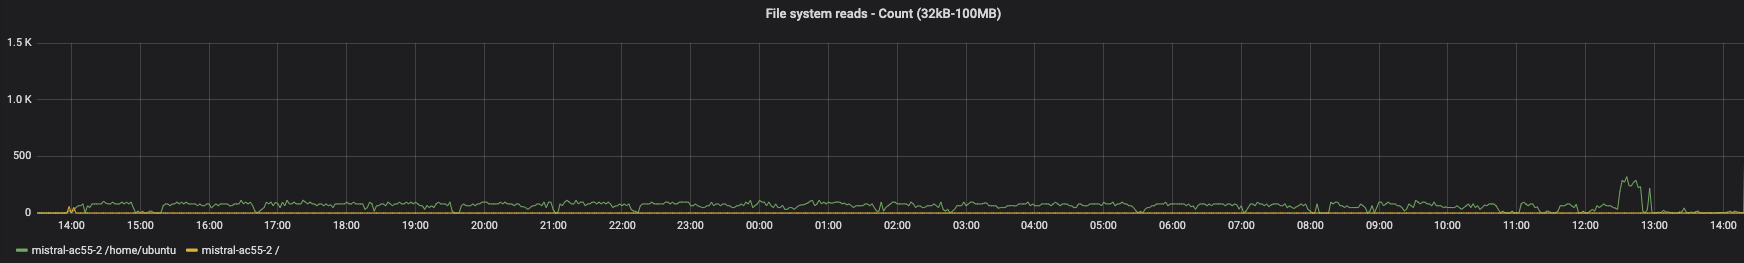 File system reads - Count (32kB-100MB)
1.5 K
1.0 K
500
0
14:00 15:00 16:00 17:00 18:00 19:00 20:00 21:00 22:00 23:00 00:00 01:00 02:00 03:00 04:00 05:00 06:00 07:00 08:00 09:00 10:00 11:00 12:00 13:00 14:00
mistral-ac55-2 /home/ubuntu mistral-ac55-2 /